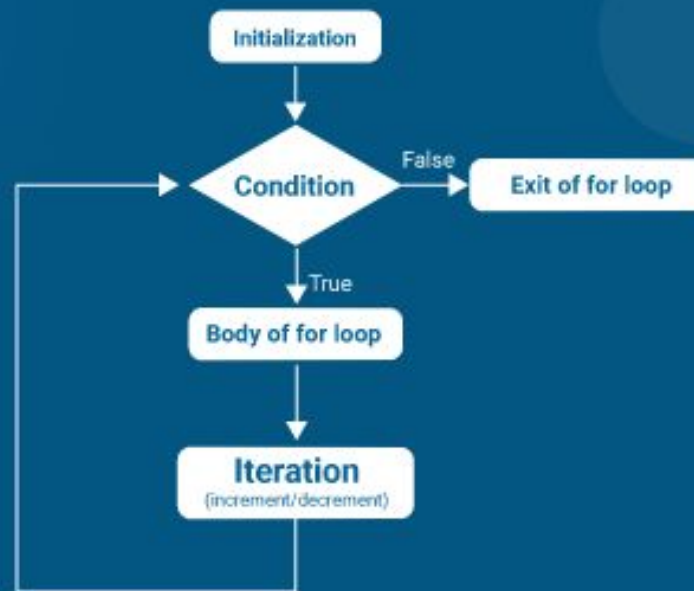 Initialization
False
Condition
Exit of for loop
True
Body of for loop
Iteration
(increment/decrement)